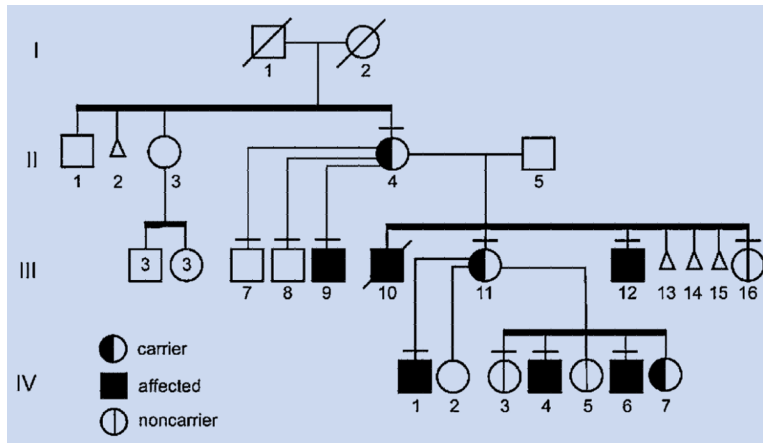 I
1 2
II
1 2 3 4 5
III
3 3 7 8 9 10 11 12 13 14 15 16
carrier
affected
IV
noncarrier
1 2 3 4 5 6 7